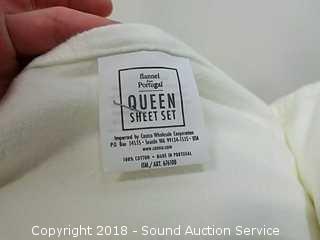 flannel
from
Portugal
QUEEN
SHEET SET
Imported by Costco Wholesale Corporation
P.O. Box 34535 • Seattle WA 98124-1535 • USA
www.costco.com
100% COTTON • MADE IN PORTUGAL
ITM./ART. 676100
Copyright 2018 - Sound Auction Service